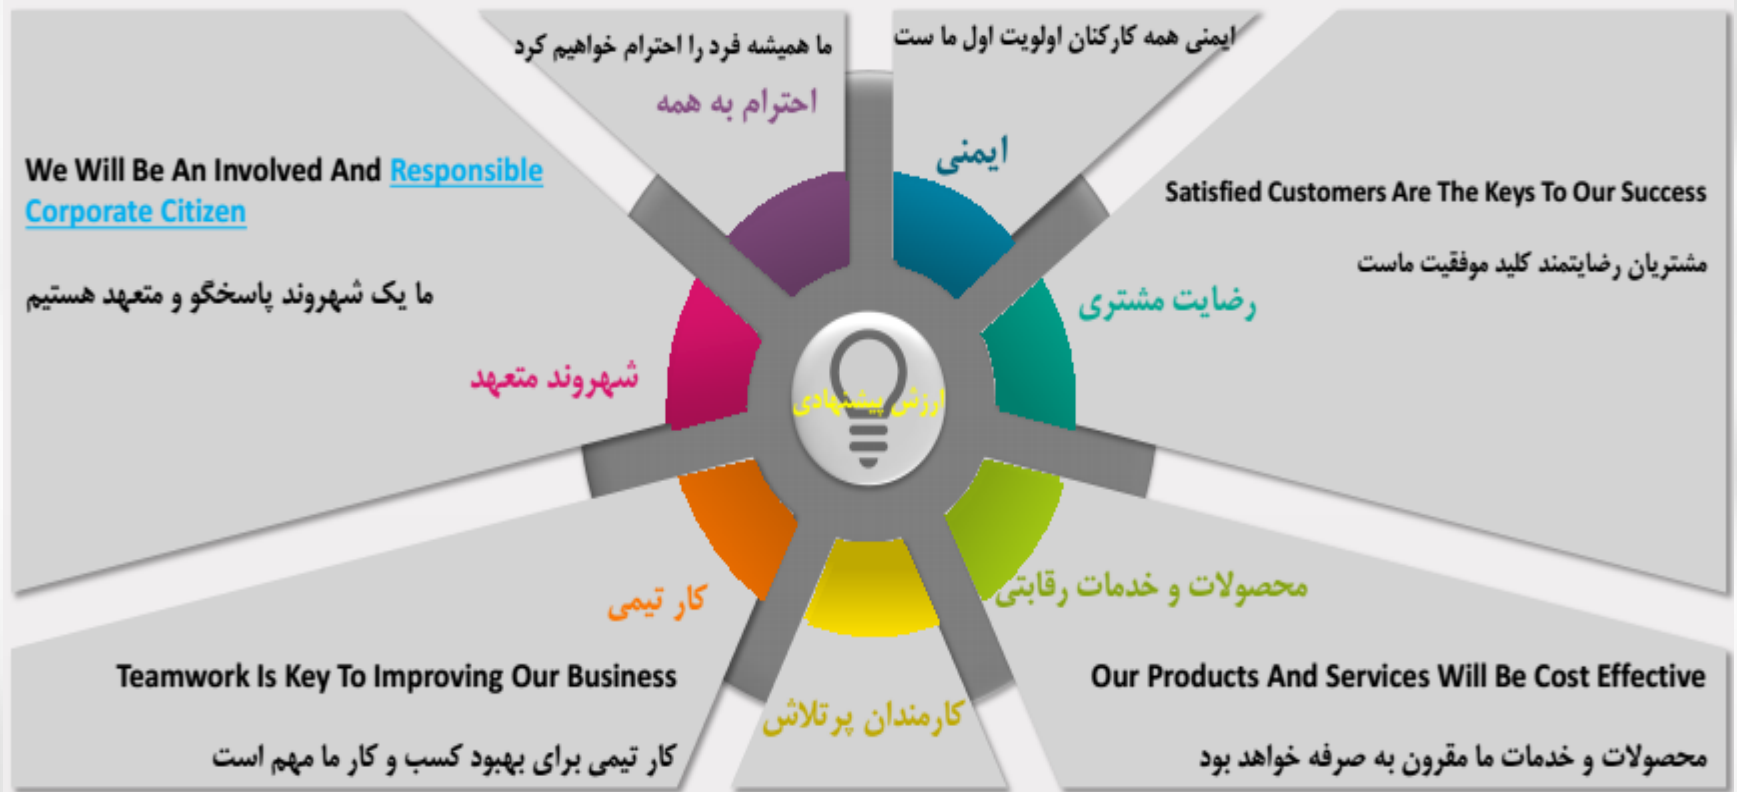 ما همیشه فرد را احترام خواهیم کرد
احترام به همه
ایمنی همه کارکنان اولویت اول ما ست
ایمنی
We Will Be An Involved And Responsible
Corporate Citizen
ما یک شهروند پاسخگو و متعهد هستیم
شهروند متعهد
Satisfied Customers Are The Keys To Our Success
مشتریان رضایتمند کلید موفقیت ماست
رضایت مشتری
ارزش پیشنهادی
کار تیمی
Teamwork Is Key To Improving Our Business
کار تیمی برای بهبود کسب و کار ما مهم است
کارمندان پرتلاش
محصولات و خدمات رقابتی
Our Products And Services Will Be Cost Effective
محصولات و خدمات ما مقرون به صرفه خواهد بود